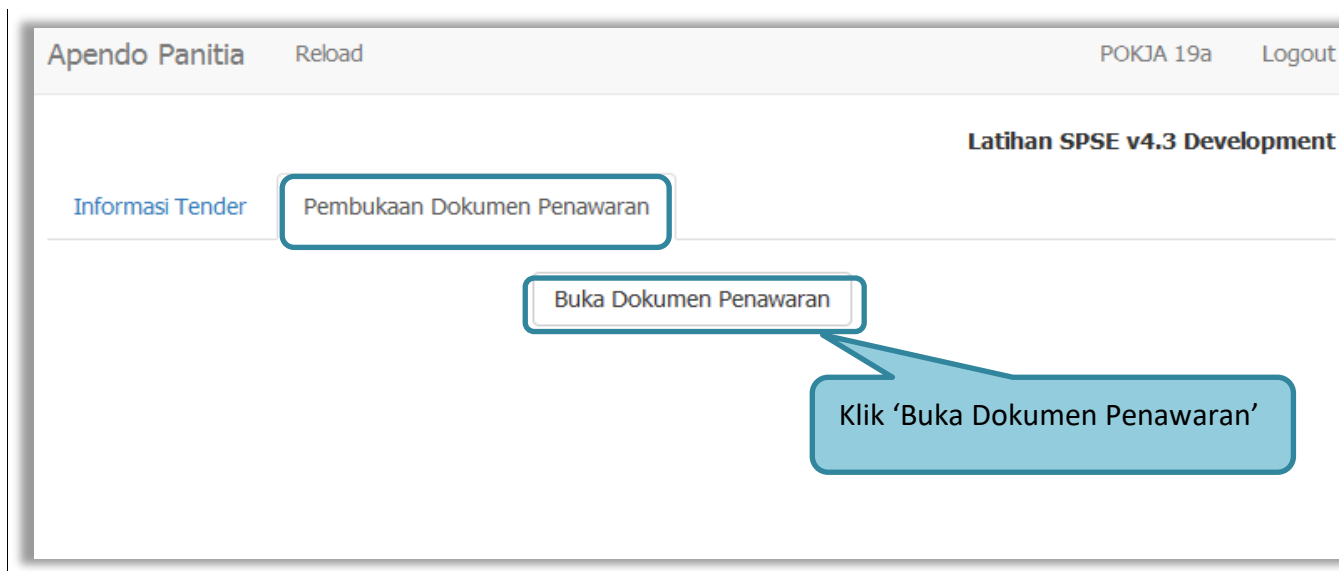 Apendo Panitia Reload POKJA 19a Logout
Latihan SPSE v4.3 Development
Informasi Tender Pembukaan Dokumen Penawaran
Buka Dokumen Penawaran
Klik ‘Buka Dokumen Penawaran’